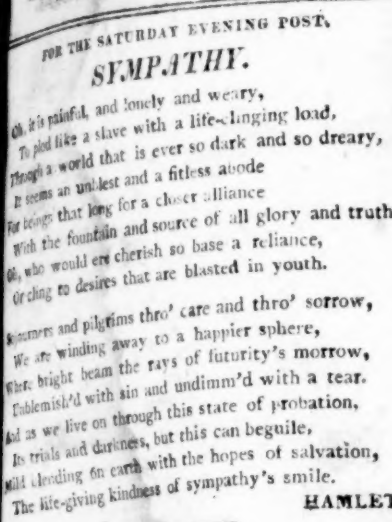 FOR THE SATURDAY EVENING POST.
SYMPATHY.
Oh, it is painful, and lonely and weary,
To plod like a slave with a life-clinging load,
Through a world that is ever so dark and so dreary,
It seems an unblest and a fitless abode
For beings that long for a closer alliance
With the fountain and source of all glory and truth
Oh, who would ere cherish so base a reliance,
Or cling to desires that are blasted in youth.
Sojourners and pilgrims thro' care and thro' sorrow,
We are winding away to a happier sphere,
Where bright beam the rays of futurity's morrow,
Unblemish'd with sin and undimm'd with a tear.
And as we live on through this state of probation,
Its trials and darkness, but this can beguile,
Mild blending on earth with the hopes of salvation,
The life-giving kindness of sympathy's smile.
HAMLET